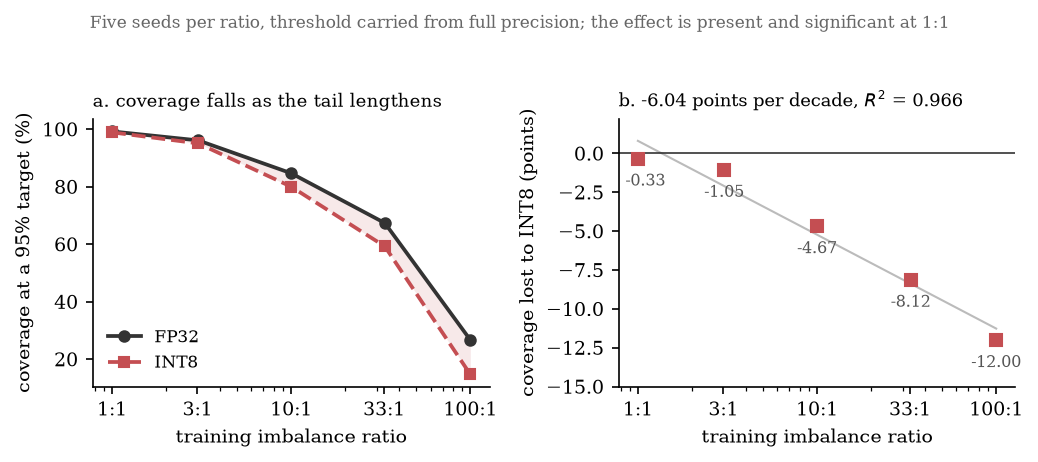 Five seeds per ratio, threshold carried from full precision; the effect is present and significant at 1:1
a. coverage falls as the tail lengthens
coverage at a 95% target (%)
100
80
60
40
20
FP32
INT8
1:1 3:1 10:1 33:1 100:1
training imbalance ratio
b. -6.04 points per decade, R² = 0.966
coverage lost to INT8 (points)
0.0
−2.5
−5.0
−7.5
−10.0
−12.5
−15.0
-0.33
-1.05
-4.67
-8.12
-12.00
1:1 3:1 10:1 33:1 100:1
training imbalance ratio